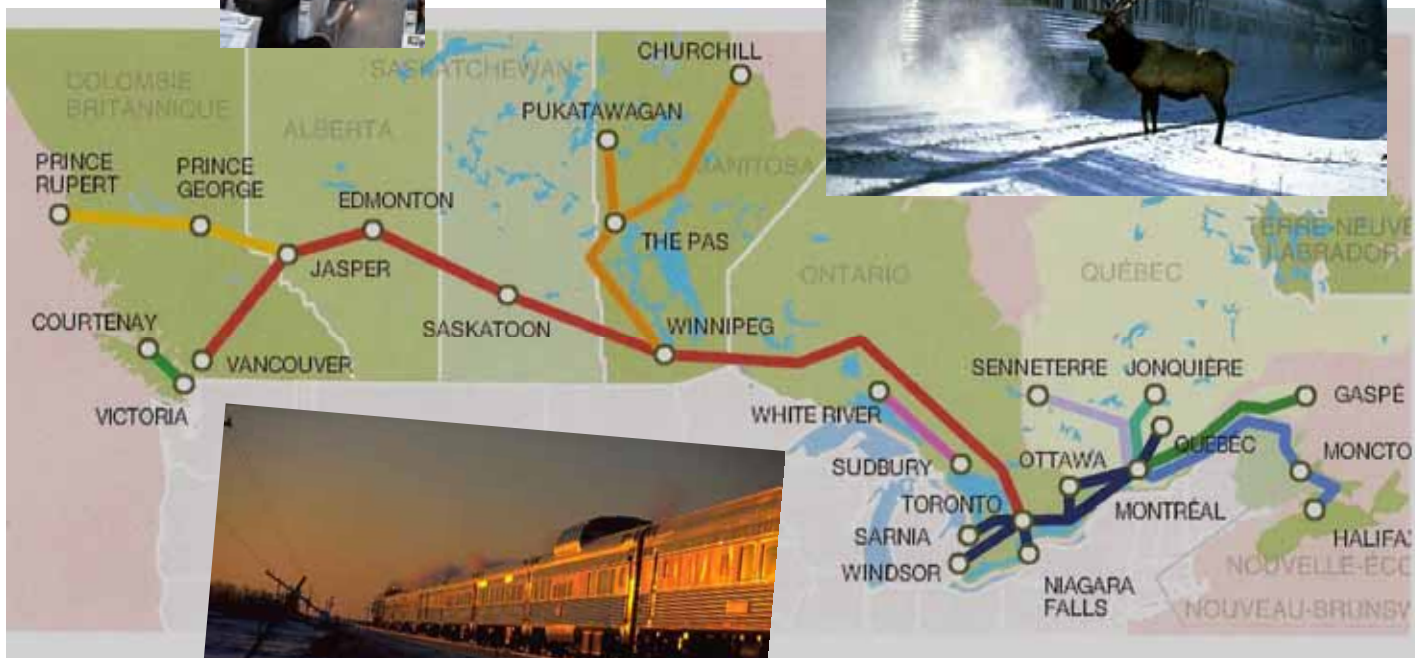 COLOMBIE
BRITANNIQUE
ALBERTA
SASKATCHEWAN
CHURCHILL
PUKATAWAGAN
MANITOBA
PRINCE
RUPERT
PRINCE
GEORGE
EDMONTON
JASPER
THE PAS
ONTARIO
QUÉBEC
TERRE-NEUVE
LABRADOR
COURTENAY
VANCOUVER
VICTORIA
SASKATOON
WINNIPEG
WHITE RIVER
SUDBURY
SENNETERRE
JONQUIÈRE
GASPÉ
QUÉBEC
OTTAWA
MONCTO
TORONTO
MONTRÉAL
SARNIA
HALIFA
WINDSOR
NIAGARA
FALLS
NOUVELLE-ÉCO
NOUVEAU-BRUNSW